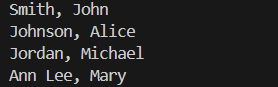 Smith, John
Johnson, Alice
Jordan, Michael
Ann Lee, Mary